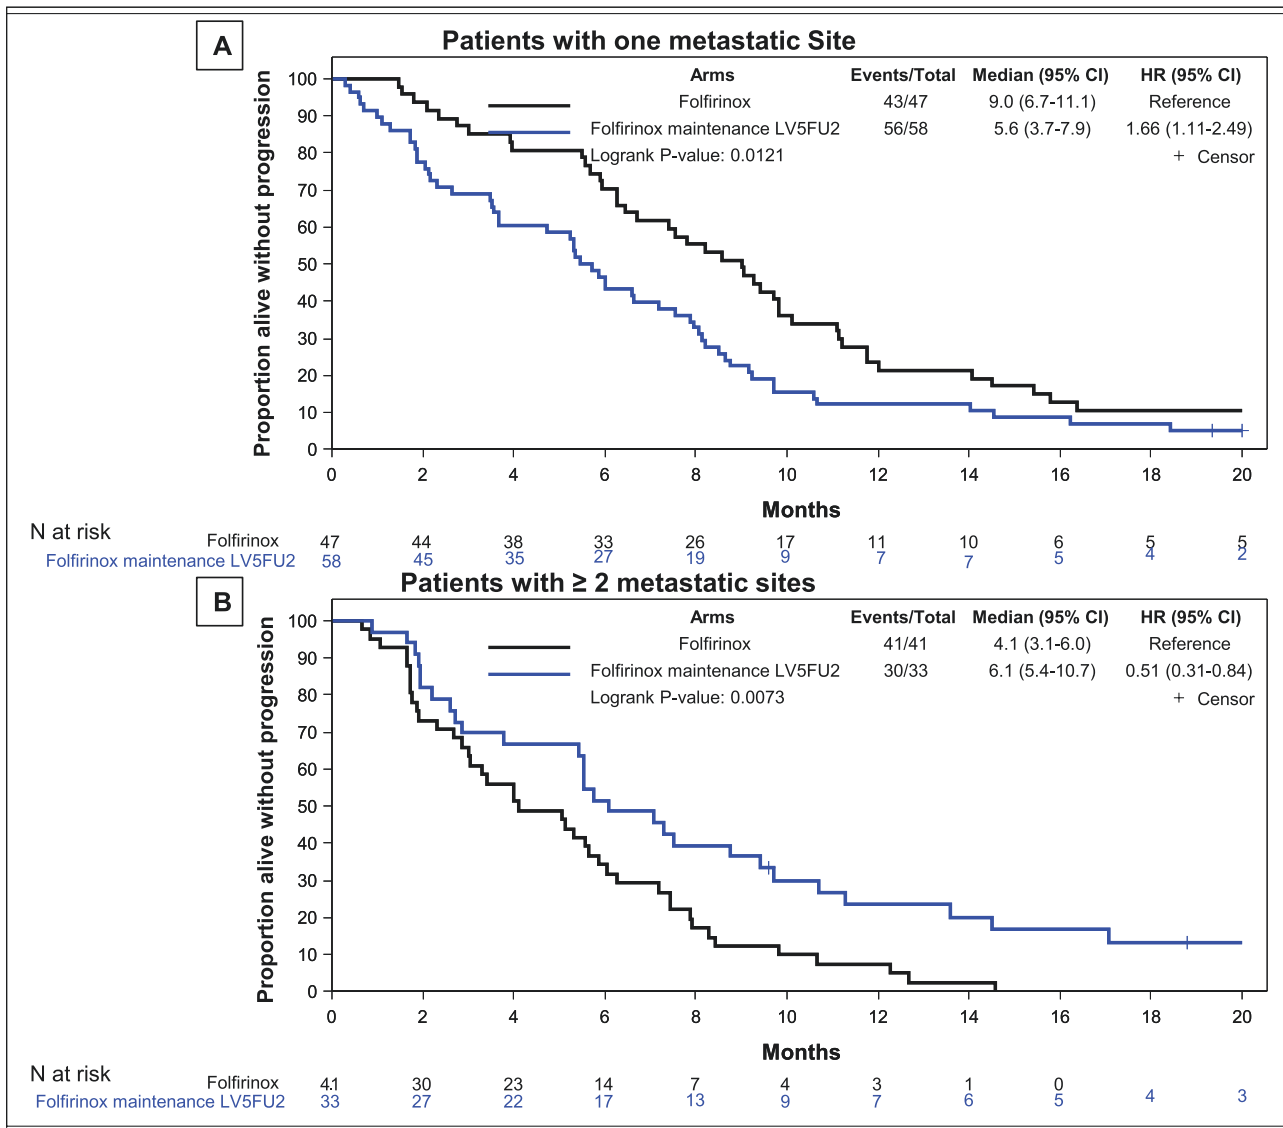 A
Patients with one metastatic Site
Arms Events/Total Median (95% CI) HR (95% CI)
Folfirinox 43/47 9.0 (6.7-11.1) Reference
Folfirinox maintenance LV5FU2 56/58 5.6 (3.7-7.9) 1.66 (1.11-2.49)
Logrank P-value: 0.0121 + Censor
Proportion alive without progression
100
90
80
70
60
50
40
30
20
10
0
0 2 4 6 8 10 12 14 16 18 20
Months
N at risk
Folfirinox 47 44 38 33 26 17 11 10 6 5 5
Folfirinox maintenance LV5FU2 58 45 35 27 19 9 7 7 5 4 2
B
Patients with ≥ 2 metastatic sites
Arms Events/Total Median (95% CI) HR (95% CI)
Folfirinox 41/41 4.1 (3.1-6.0) Reference
Folfirinox maintenance LV5FU2 30/33 6.1 (5.4-10.7) 0.51 (0.31-0.84)
Logrank P-value: 0.0073 + Censor
Proportion alive without progression
100
90
80
70
60
50
40
30
20
10
0
0 2 4 6 8 10 12 14 16 18 20
Months
N at risk
Folfirinox 41 30 23 14 7 4 3 1 0
Folfirinox maintenance LV5FU2 33 27 22 17 13 9 7 6 5 4 3